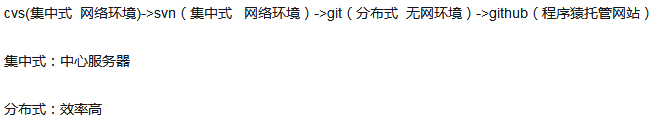 cvs(集中式  网络环境)->svn（集中式   网络环境）->git（分布式  无网环境）->github（程序猿托管网站）
集中式：中心服务器
分布式：效率高